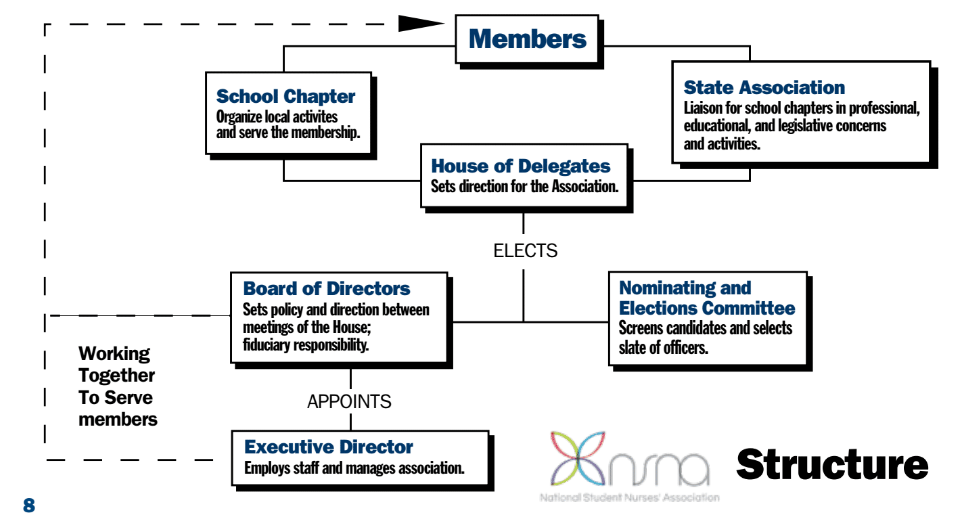 Members
School Chapter
Organize local activites
and serve the membership.
State Association
Liaison for school chapters in professional,
educational, and legislative concerns
and activities.
House of Delegates
Sets direction for the Association.
ELECTS
Board of Directors
Sets policy and direction between
meetings of the House;
fiduciary responsibility.
Nominating and
Elections Committee
Screens candidates and selects
slate of officers.
Working
Together
To Serve
members
APPOINTS
Executive Director
Employs staff and manages association.
nsna
National Student Nurses' Association
Structure
8